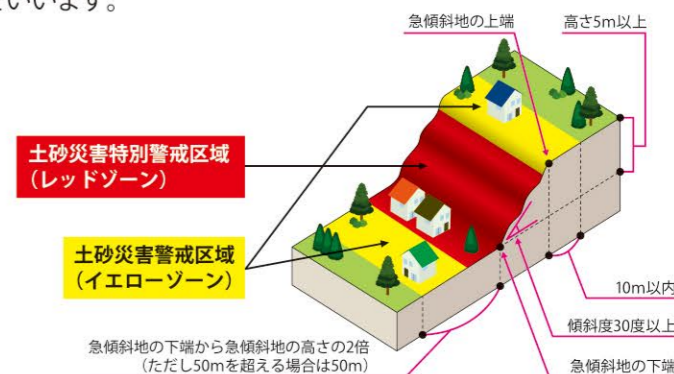 といいます。
急傾斜地の上端
高さ5m以上
土砂災害特別警戒区域
(レッドゾーン)
土砂災害警戒区域
(イエローゾーン)
10m以内
傾斜度30度以上
急傾斜地の下端
急傾斜地の下端から急傾斜地の高さの2倍
(ただし50mを超える場合は50m)